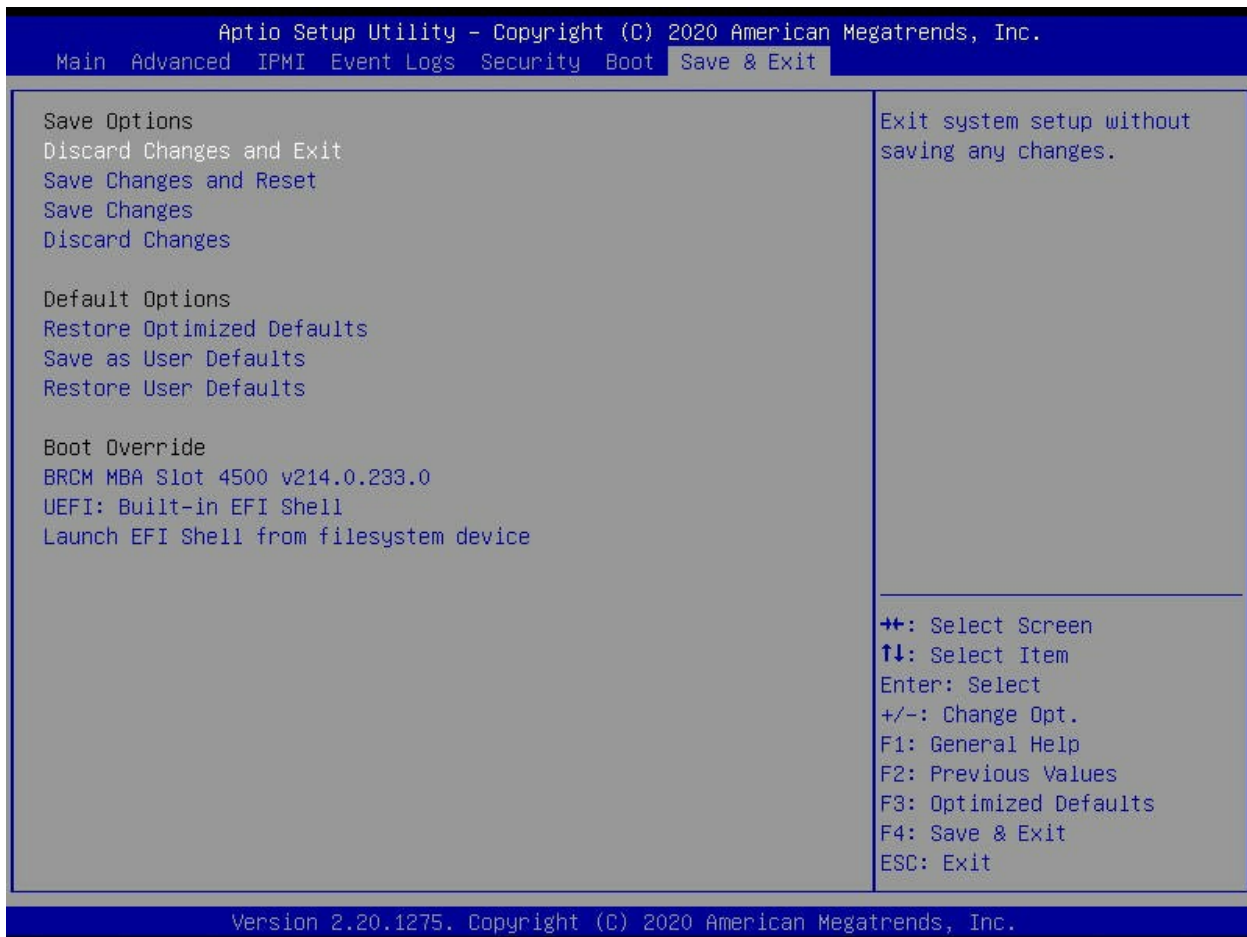 Aptio Setup Utility – Copyright (C) 2020 American Megatrends, Inc.
Main Advanced IPMI Event Logs Security Boot Save & Exit
Save Options
Discard Changes and Exit
Save Changes and Reset
Save Changes
Discard Changes
Default Options
Restore Optimized Defaults
Save as User Defaults
Restore User Defaults
Boot Override
BRCM MBA Slot 4500 v214.0.233.0
UEFI: Built-in EFI Shell
Launch EFI Shell from filesystem device
Exit system setup without
saving any changes.
→←: Select Screen
↑↓: Select Item
Enter: Select
+/-: Change Opt.
F1: General Help
F2: Previous Values
F3: Optimized Defaults
F4: Save & Exit
ESC: Exit
Version 2.20.1275. Copyright (C) 2020 American Megatrends, Inc.